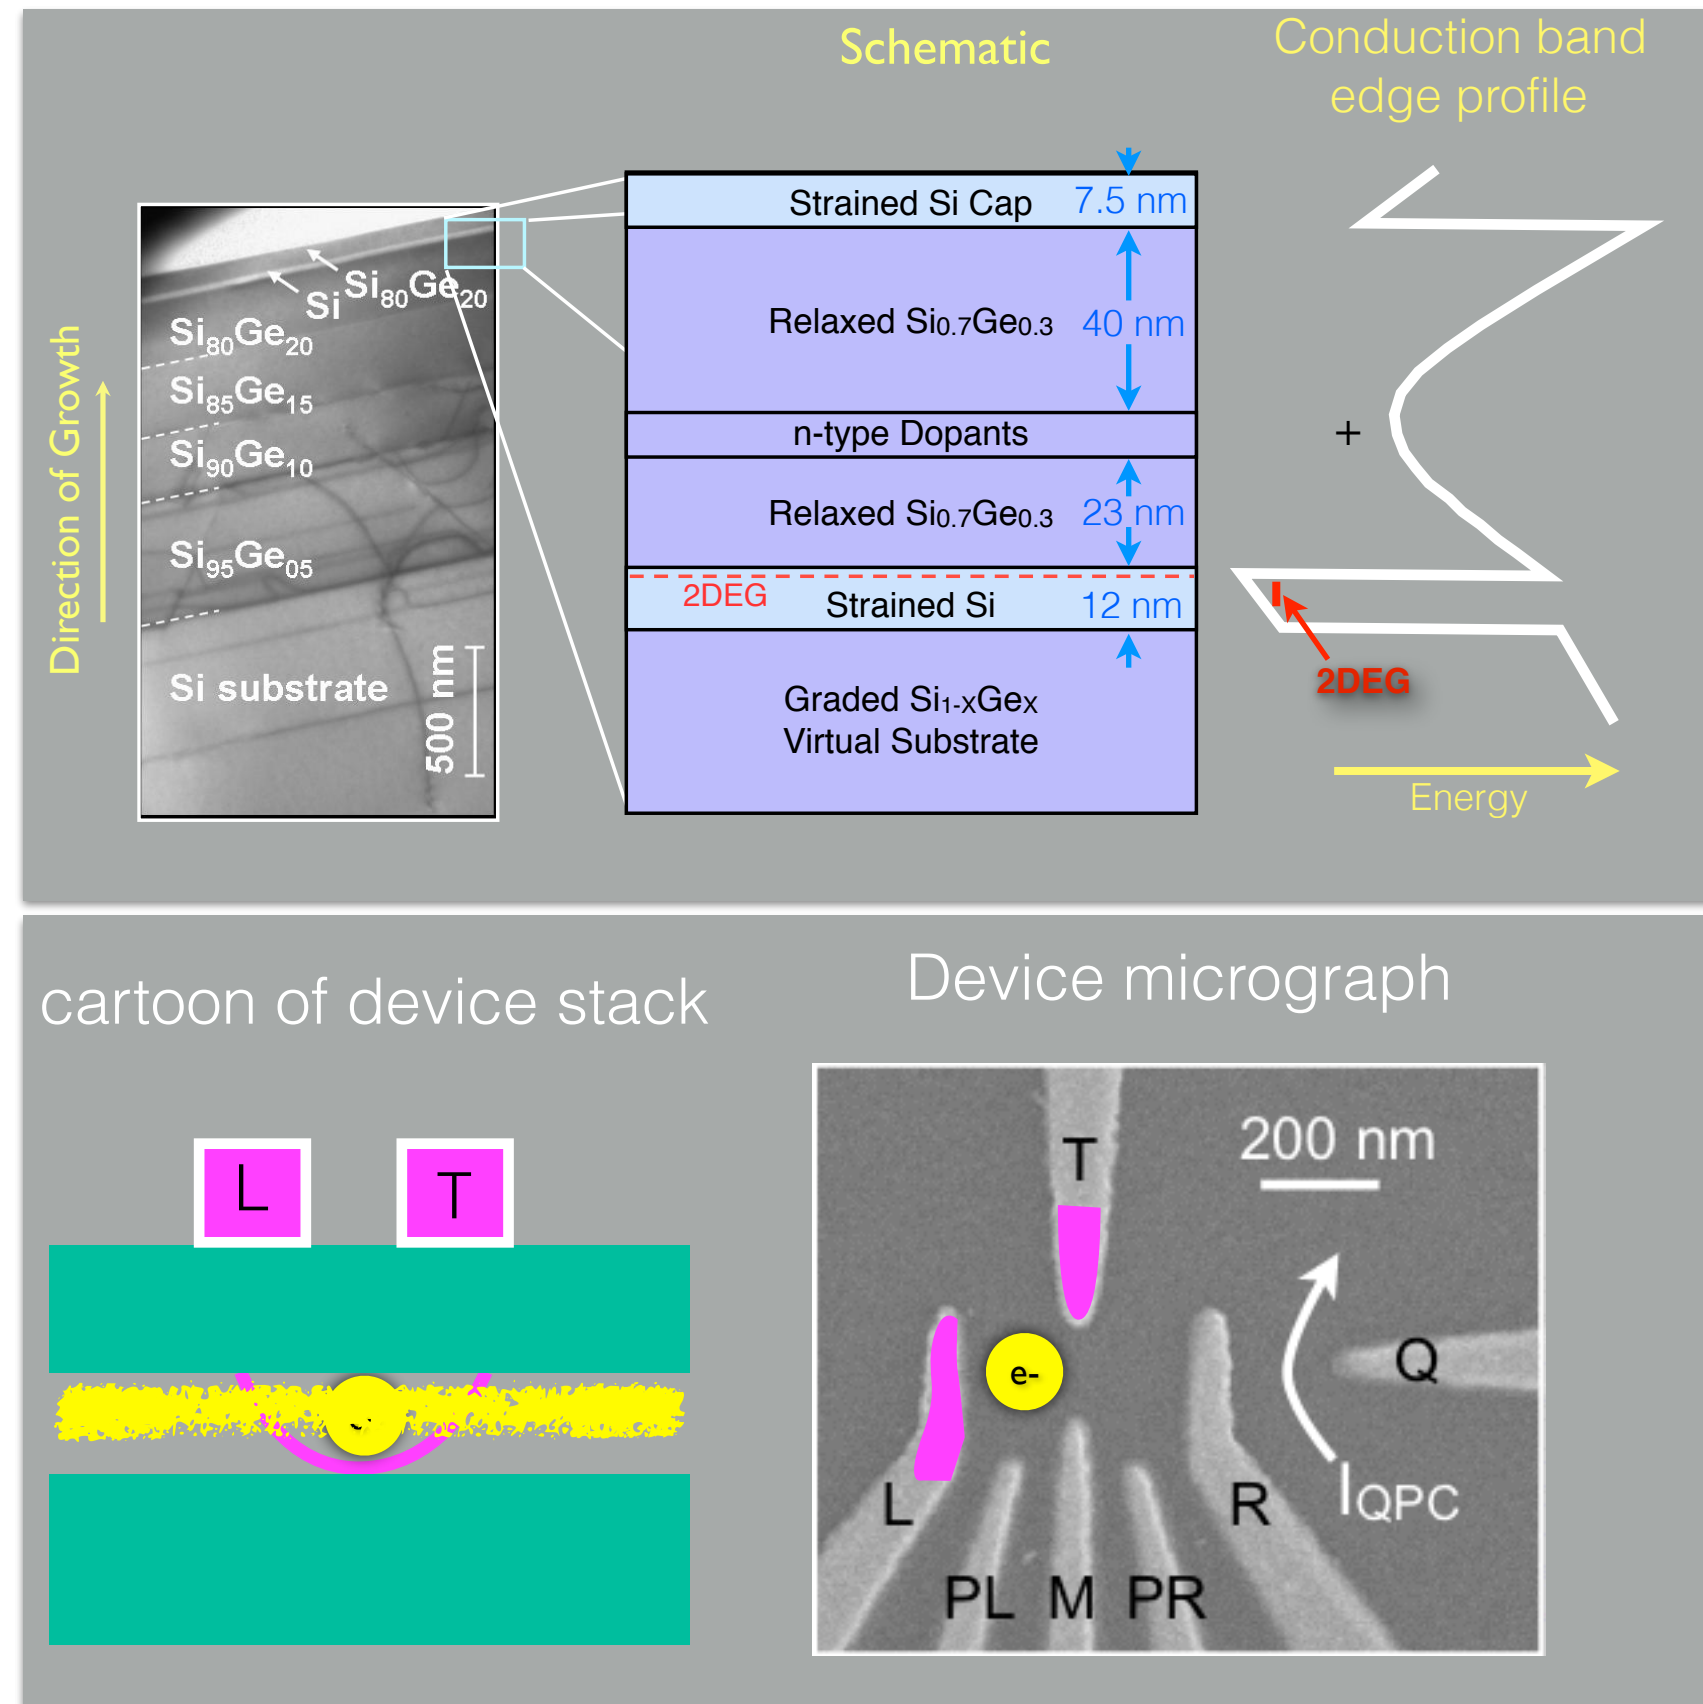 Schematic
Conduction band
edge profile
Direction of Growth
Si80Ge20
Si
Si80Ge20
Si85Ge15
Si90Ge10
Si95Ge05
Si substrate
500 nm
Strained Si Cap 7.5 nm
Relaxed Si0.7Ge0.3 40 nm
n-type Dopants
Relaxed Si0.7Ge0.3 23 nm
2DEG
Strained Si 12 nm
Graded Si1-XGeX
Virtual Substrate
+
2DEG
Energy
cartoon of device stack
L T
Device micrograph
T
200 nm
e-
Q
L
R
IQPC
PL M PR